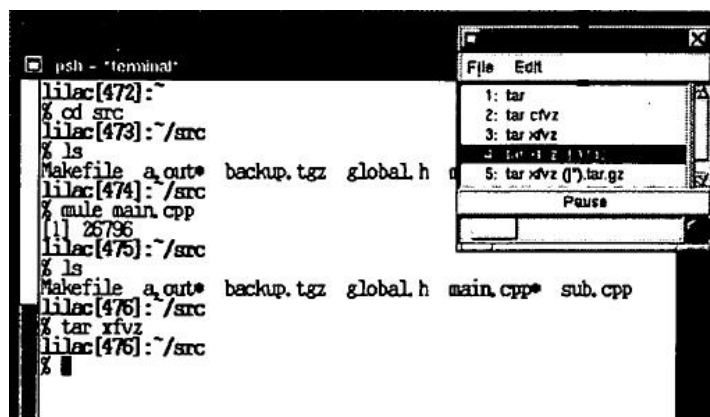 psh - *terminal*
lilac[472]:~
% cd src
lilac[473]:~/src
% ls
Makefile a.out* backup.tgz global.h
lilac[474]:~/src
% mule main.cpp
[1] 26796
lilac[475]:~/src
% ls
Makefile a.out* backup.tgz global.h main.cpp* sub.cpp
lilac[476]:~/src
% tar xfvz
lilac[476]:~/src
%
File Edit
1: tar
2: tar cfvz
3: tar xfvz
5: tar xfvz (]*).tar.gz
Pause